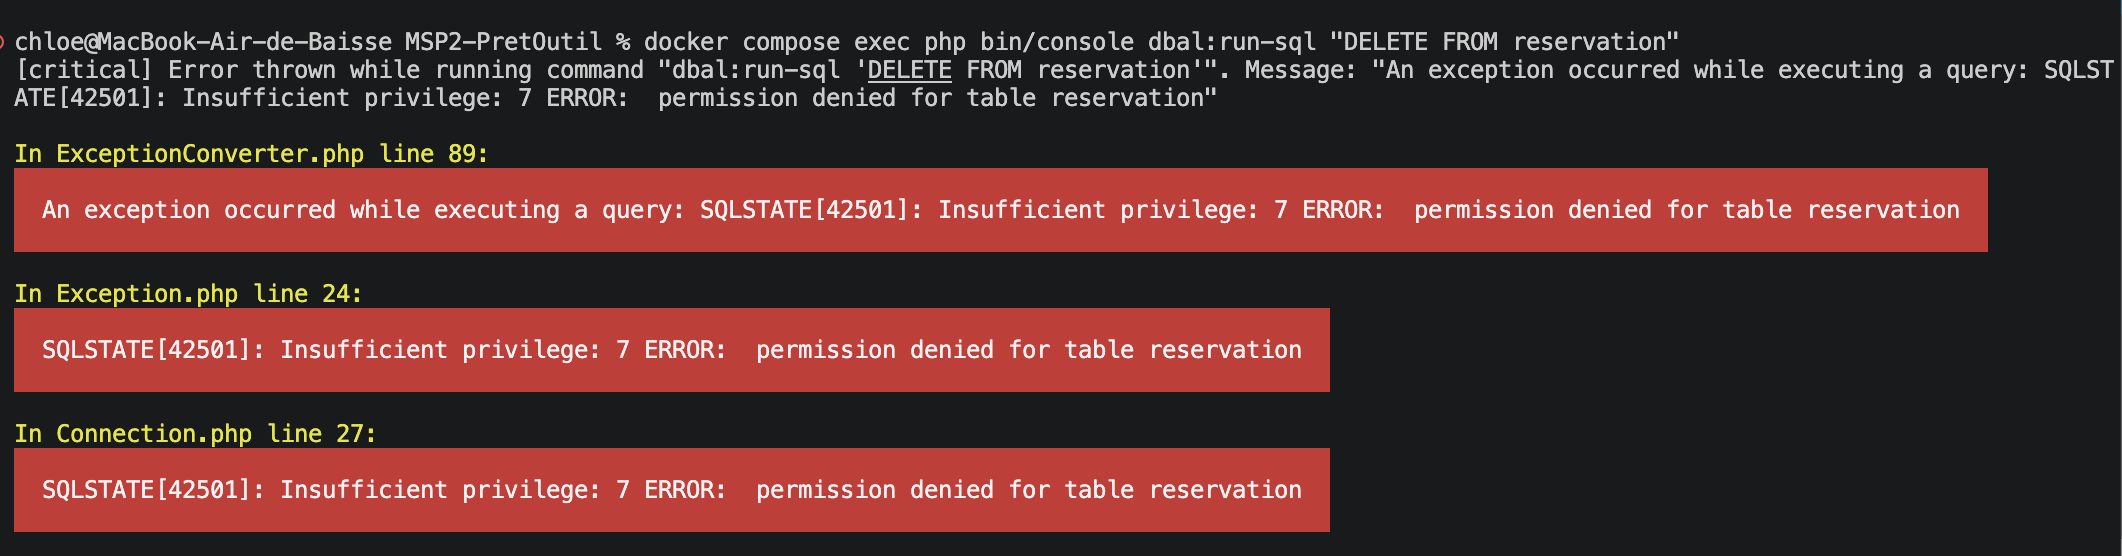 chloe@MacBook-Air-de-Baisse MSP2-PretOutil % docker compose exec php bin/console dbal:run-sql "DELETE FROM reservation"
[critical] Error thrown while running command "dbal:run-sql 'DELETE FROM reservation'". Message: "An exception occurred while executing a query: SQLST
ATE[42501]: Insufficient privilege: 7 ERROR:  permission denied for table reservation"
In ExceptionConverter.php line 89:
An exception occurred while executing a query: SQLSTATE[42501]: Insufficient privilege: 7 ERROR:  permission denied for table reservation
In Exception.php line 24:
SQLSTATE[42501]: Insufficient privilege: 7 ERROR:  permission denied for table reservation
In Connection.php line 27:
SQLSTATE[42501]: Insufficient privilege: 7 ERROR:  permission denied for table reservation